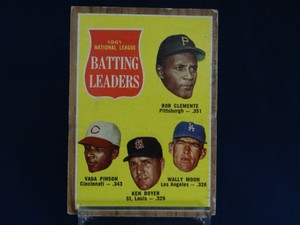 1961
NATIONAL LEAGUE
BATTING
LEADERS
BOB CLEMENTE
Pittsburgh — .351
VADA PINSON
Cincinnati — .343
KEN BOYER
St. Louis — .329
WALLY MOON
Los Angeles — .328